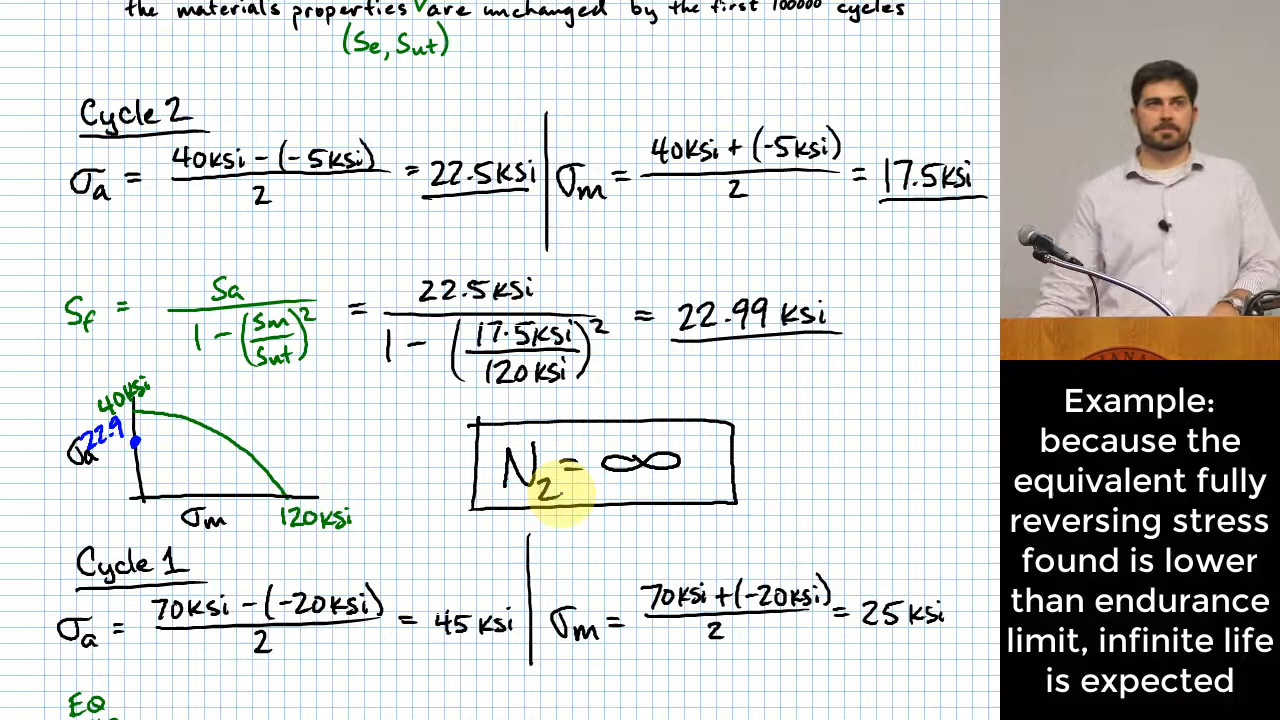 the materials properties ∨ are unchanged by the first 100000 cycles
(Se, Sut)
Cycle 2
σa = (40ksi - (-5ksi))/2 = 22.5ksi | σm = (40ksi + (-5ksi))/2 = 17.5ksi
Sf = Sa/(1 - (Sm/Sut)²) = 22.5ksi/(1 - (17.5ksi/120ksi)²) = 22.99 ksi
40ksi
22.9
σa
N2 = ∞
σm 120ksi
Cycle 1
σa = (70ksi - (-20ksi))/2 = 45ksi | σm = (70ksi + (-20ksi))/2 = 25ksi
EQ
Example:
because the
equivalent fully
reversing stress
found is lower
than endurance
limit, infinite life
is expected